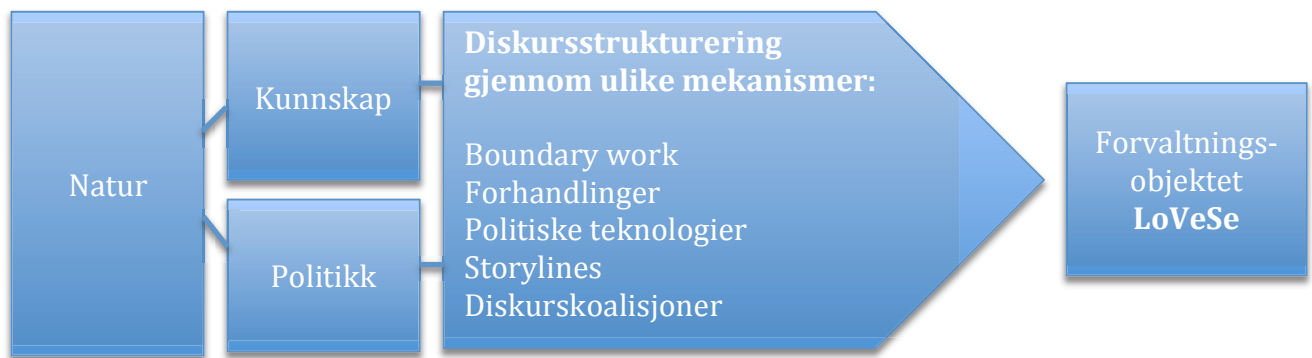 Natur
Kunnskap
Politikk
Diskursstrukturering
gjennom ulike mekanismer:
Boundary work
Forhandlinger
Politiske teknologier
Storylines
Diskurskoalisjoner
Forvaltnings-
objektet
LoVeSe